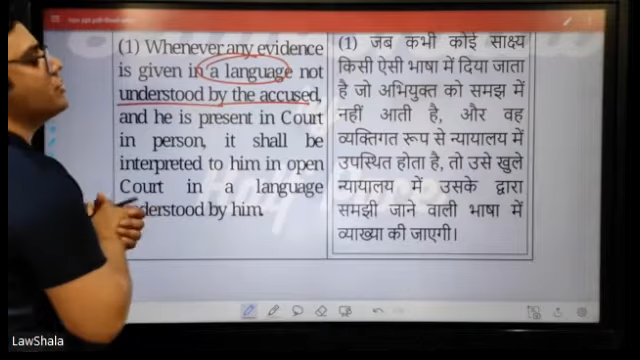 (1) Whenever any evidence
is given in a language not
understood by the accused,
and he is present in Court
in person, it shall be
interpreted to him in open
Court in a language
understood by him.
(1) जब कभी कोई साक्ष्य
किसी ऐसी भाषा में दिया जाता
है जो अभियुक्त को समझ में
नहीं आती है, और वह
व्यक्तिगत रूप से न्यायालय में
उपस्थित होता है, तो उसे खुले
न्यायालय में उसके द्वारा
समझी जाने वाली भाषा में
व्याख्या की जाएगी।
LawShala